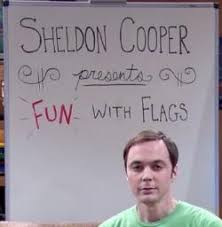 SHELDON COOPER
presents
FUN WITH FLAGS